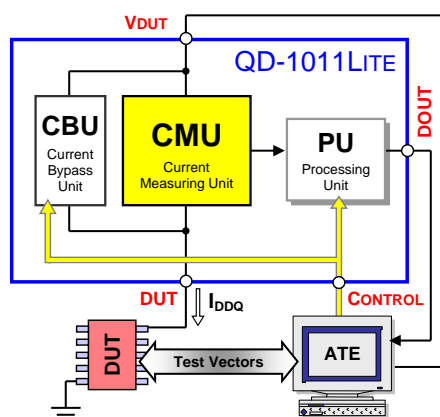 VDUT
QD-1011LITE
CBU
Current
Bypass
Unit
CMU
Current
Measuring Unit
PU
Processing
Unit
DOUT
DUT
IDDQ
CONTROL
DUT
Test Vectors
ATE